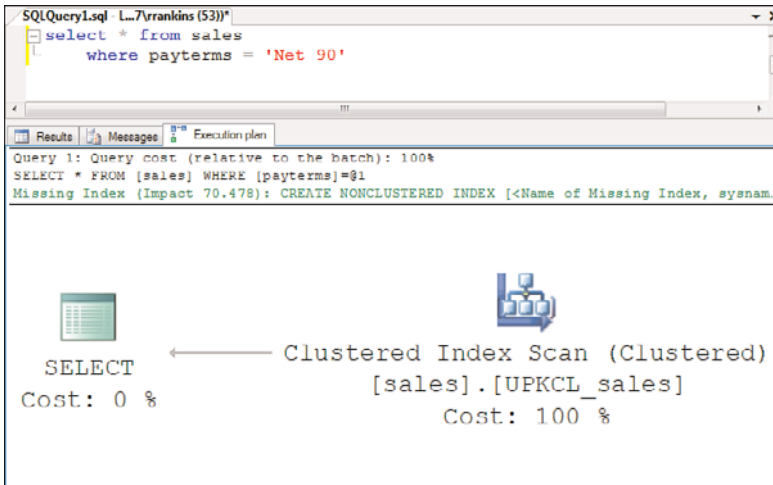 SQLQuery1.sql - L...7\rrankins (53))*
select * from sales
where payterms = 'Net 90'
Results Messages Execution plan
Query 1: Query cost (relative to the batch): 100%
SELECT * FROM [sales] WHERE [payterms]=@1
Missing Index (Impact 70.478): CREATE NONCLUSTERED INDEX [<Name of Missing Index, sysnam.
SELECT
Cost: 0 %
Clustered Index Scan (Clustered)
[sales].[UPKCL_sales]
Cost: 100 %